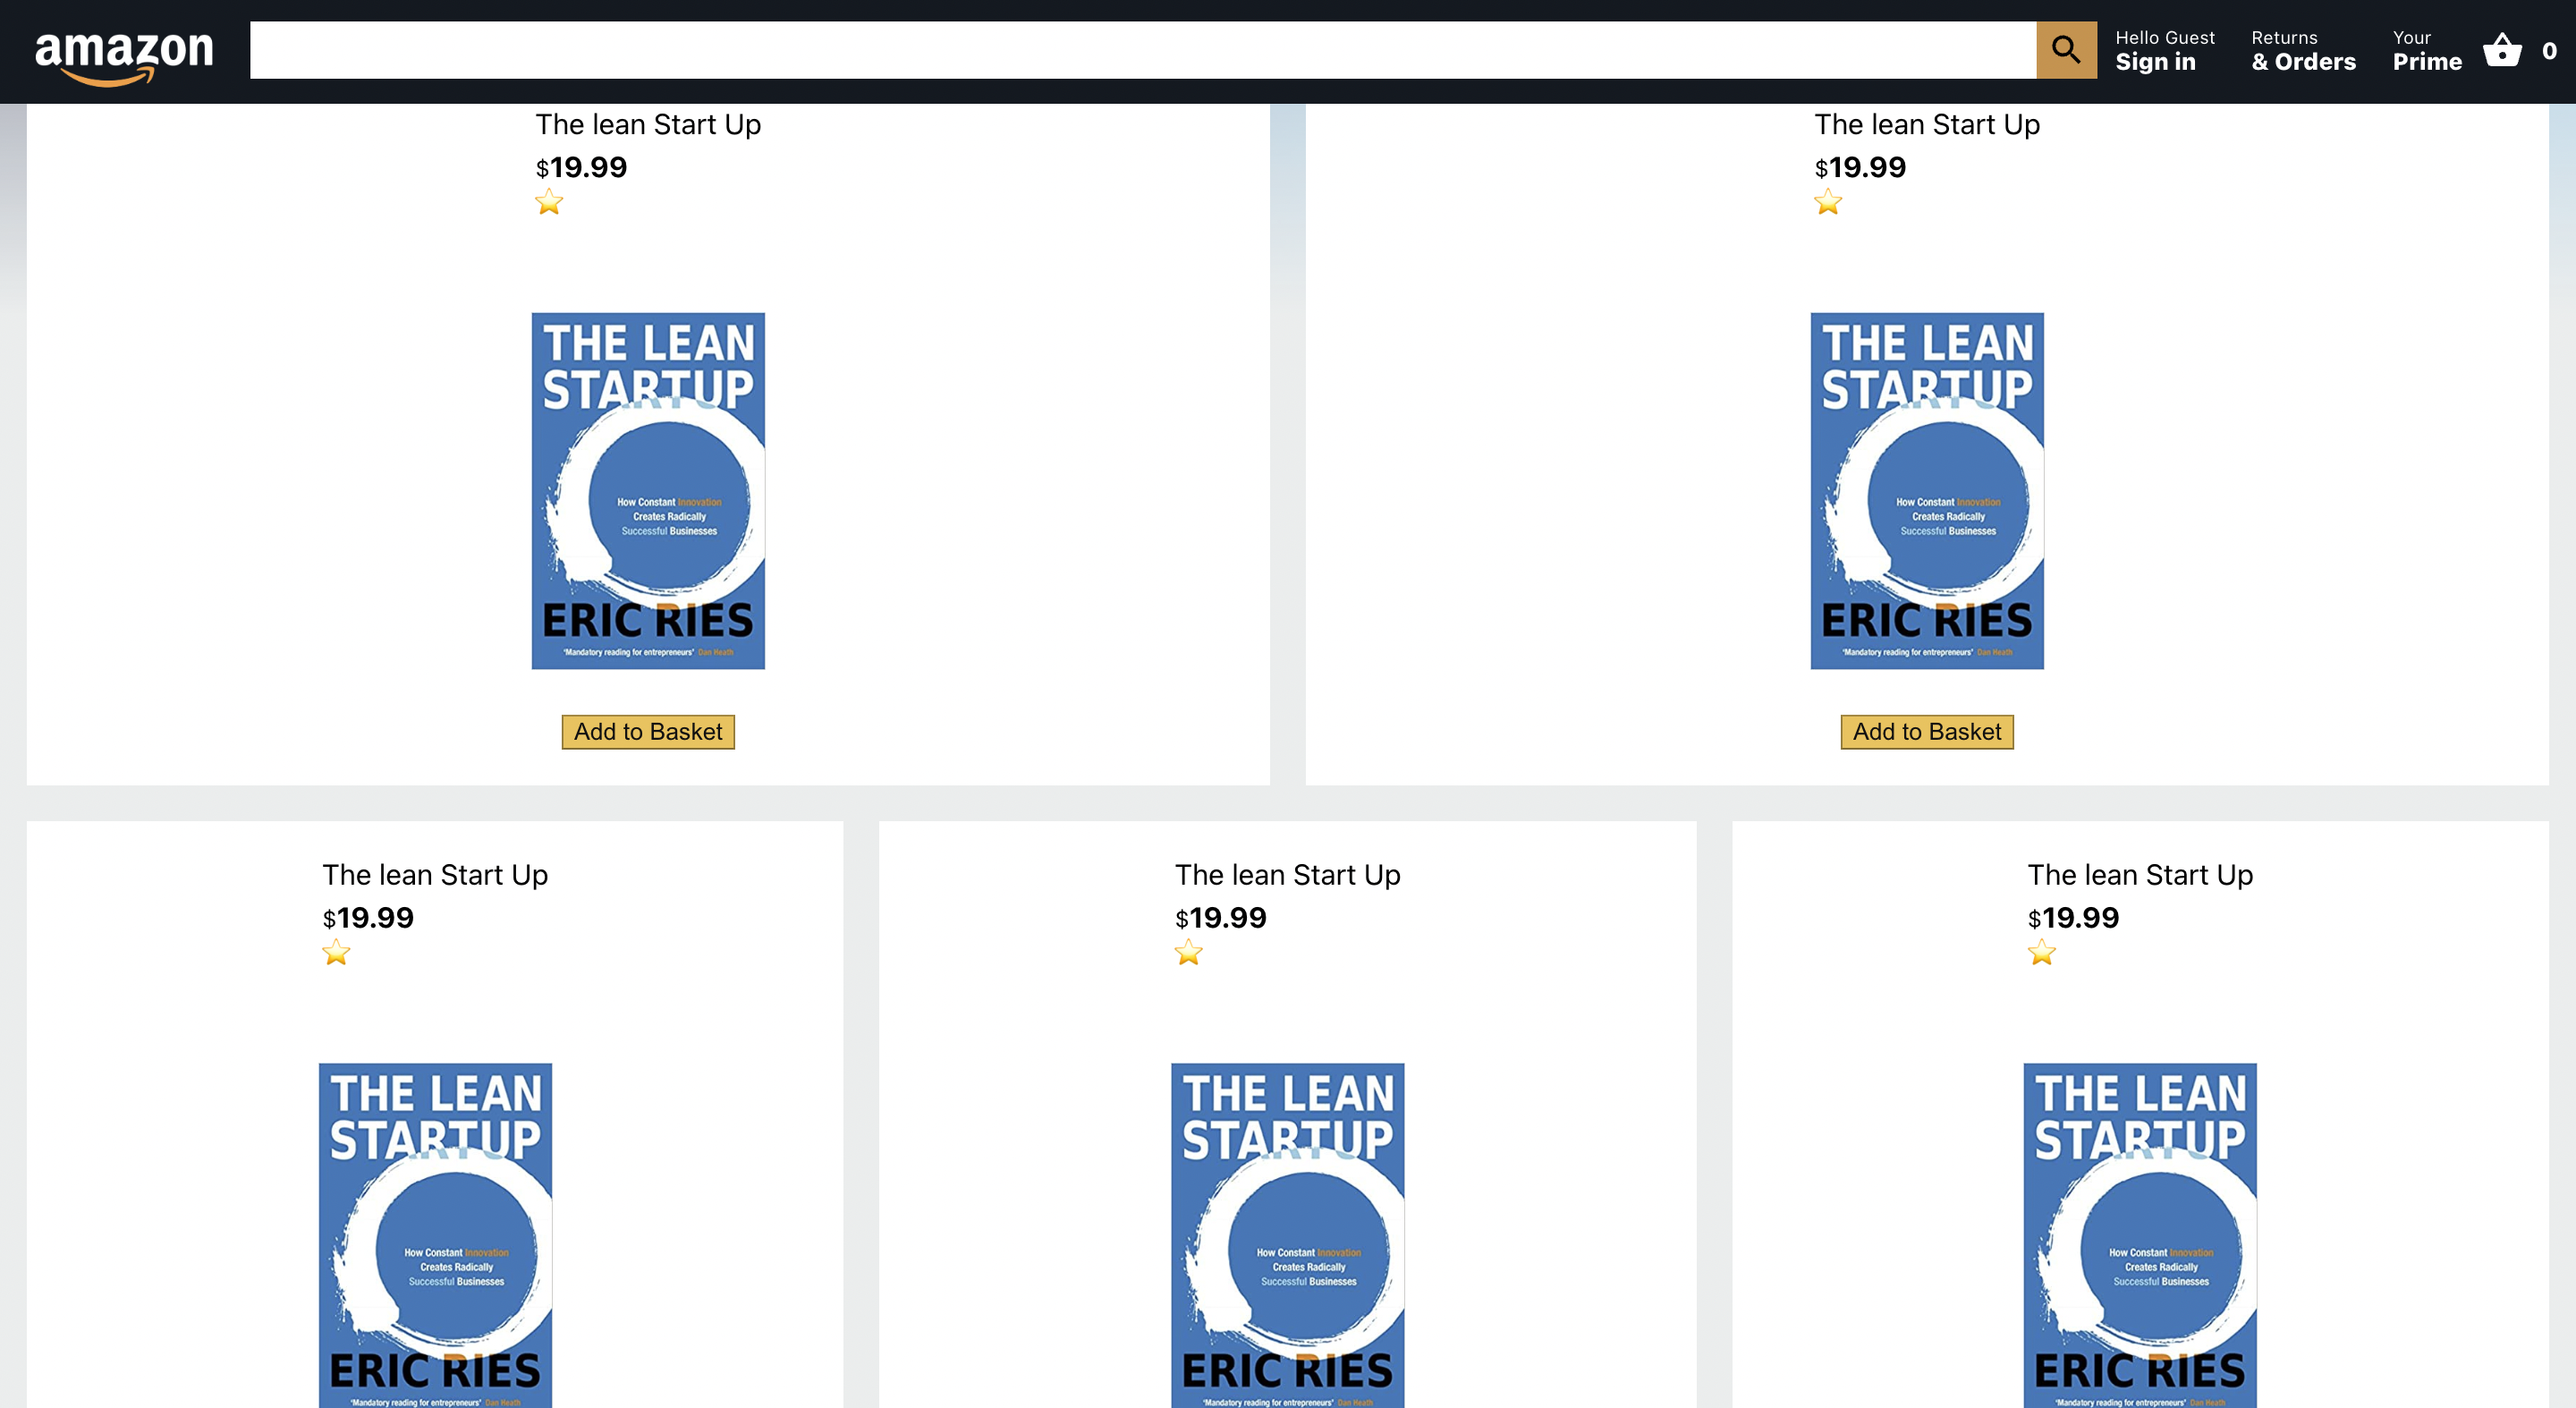 amazon
Hello Guest
Sign in
Returns
& Orders
Your
Prime
0
The lean Start Up
$19.99
THE LEAN
STARTUP
How Constant Innovation
Creates Radically
Successful Businesses
ERIC RIES
'Mandatory reading for entrepreneurs' Dan Heath
Add to Basket
The lean Start Up
$19.99
THE LEAN
STARTUP
How Constant Innovation
Creates Radically
Successful Businesses
ERIC RIES
'Mandatory reading for entrepreneurs' Dan Heath
Add to Basket
The lean Start Up
$19.99
THE LEAN
STARTUP
How Constant Innovation
Creates Radically
Successful Businesses
ERIC RIES
'Mandatory reading for entrepreneurs' Dan Heath
The lean Start Up
$19.99
THE LEAN
STARTUP
How Constant Innovation
Creates Radically
Successful Businesses
ERIC RIES
'Mandatory reading for entrepreneurs' Dan Heath
The lean Start Up
$19.99
THE LEAN
STARTUP
How Constant Innovation
Creates Radically
Successful Businesses
ERIC RIES
'Mandatory reading for entrepreneurs' Dan Heath